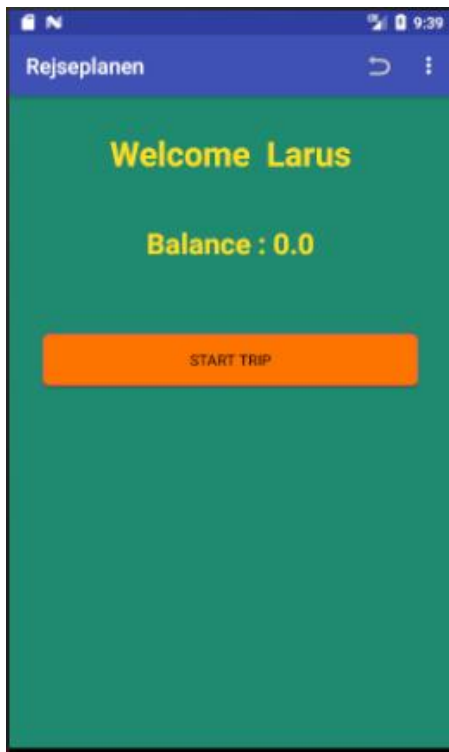 9:39
Rejseplanen
Welcome Larus
Balance : 0.0
START TRIP